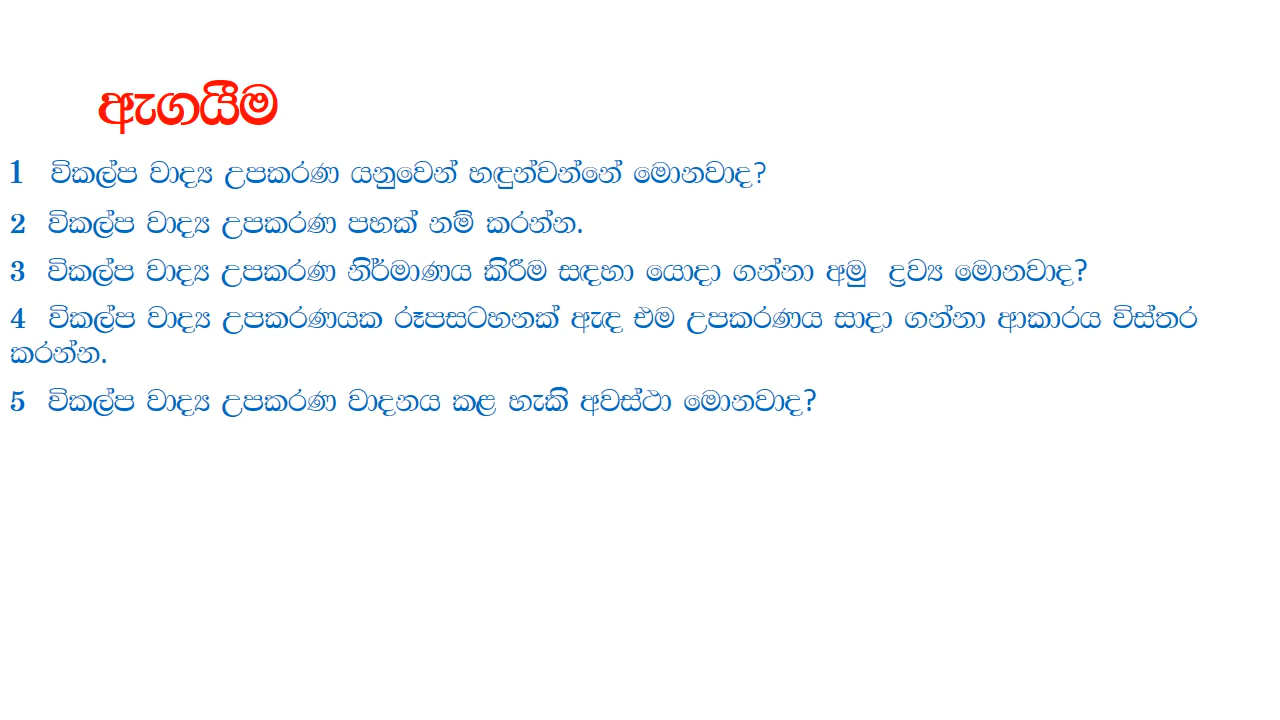 ඇගයීම
1 විකල්ප වාද්‍ය උපකරණ යනුවෙන් හඳුන්වන්නේ මොනවාද?
2 විකල්ප වාද්‍ය උපකරණ පහක් නම් කරන්න.
3 විකල්ප වාද්‍ය උපකරණ නිර්මාණය කිරීම සඳහා යොදා ගන්නා අමු ද්‍රව්‍ය මොනවාද?
4 විකල්ප වාද්‍ය උපකරණයක රූපසටහනක් ඇඳ එම උපකරණය සාදා ගන්නා ආකාරය විස්තර
කරන්න.
5 විකල්ප වාද්‍ය උපකරණ වාදනය කළ හැකි අවස්ථා මොනවාද?